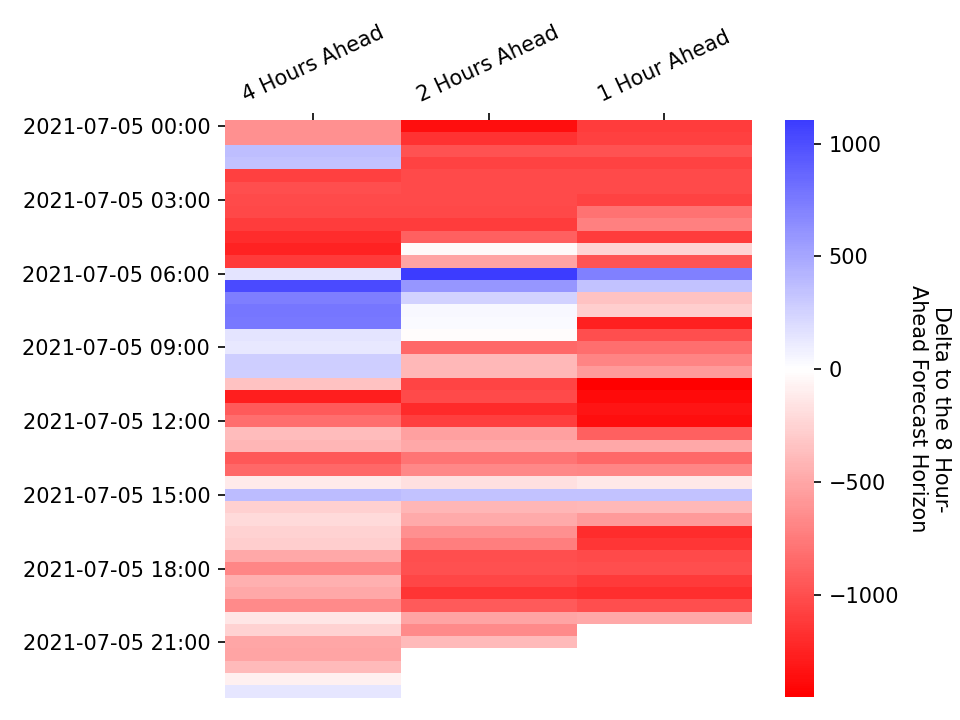 4 Hours Ahead
2 Hours Ahead
1 Hour Ahead
2021-07-05 00:00
2021-07-05 03:00
2021-07-05 06:00
2021-07-05 09:00
2021-07-05 12:00
2021-07-05 15:00
2021-07-05 18:00
2021-07-05 21:00
1000
500
0
−500
−1000
Delta to the 8 Hour-
Ahead Forecast Horizon